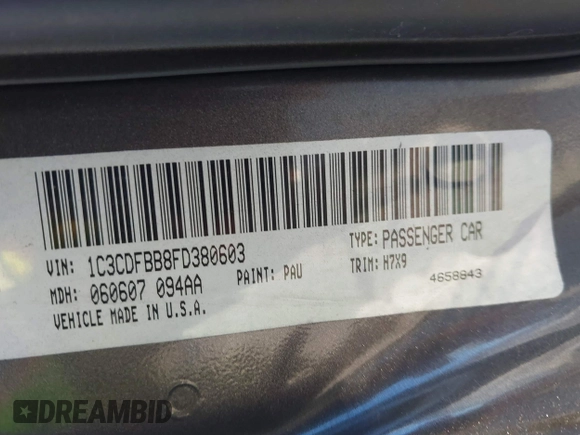 VIN: 1C3CDFBB8FD380603
TYPE: PASSENGER CAR
MDH: 060607 094AA
PAINT: PAU
TRIM: H7X9
VEHICLE MADE IN U.S.A.
4658843
DREAMBID